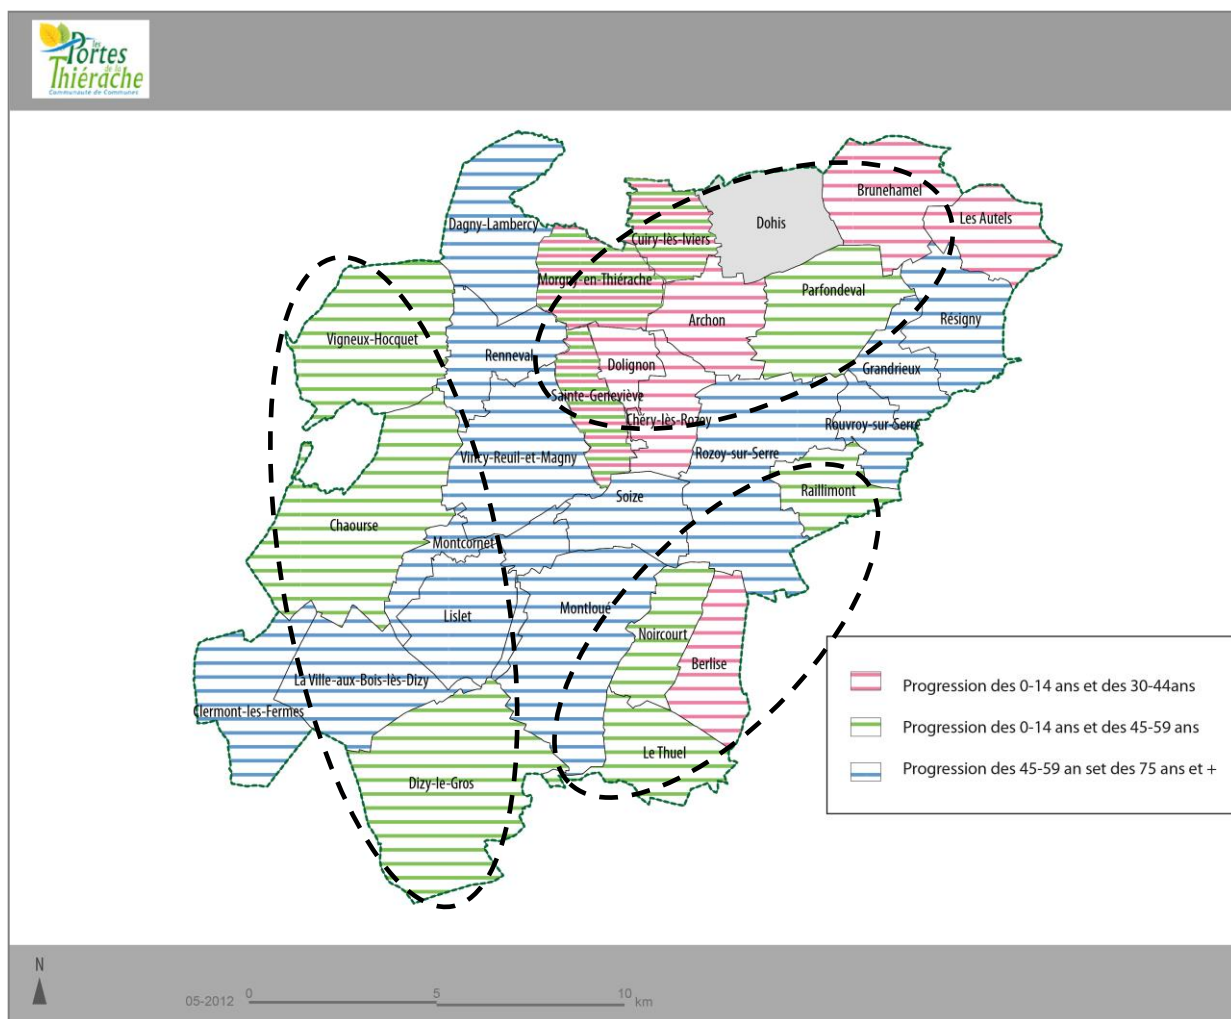 les
Portes
de la
Thiérache
Communauté de Communes
Brunehamel
Les Autels
Dohis
Dagny-Lambercy
Cuiry-lès-Iviers
Morgny-en-Thiérache
Parfondeval
Archon
Résigny
Vigneux-Hocquet
Renneval
Dolignon
Grandrieux
Sainte-Geneviève
Chéry-lès-Rozoy
Rouvroy-sur-Serre
Vincy-Reuil-et-Magny
Rozoy-sur-Serre
Raillimont
Soize
Chaourse
Montcornet
Lislet
Montloué
Noircourt
Berlise
La Ville-aux-Bois-lès-Dizy
Clermont-les-Fermes
Le Thuel
Dizy-le-Gros
Progression des 0-14 ans et des 30-44ans
Progression des 0-14 ans et des 45-59 ans
Progression des 45-59 an set des 75 ans et +
N
05-2012 0 5 10 km